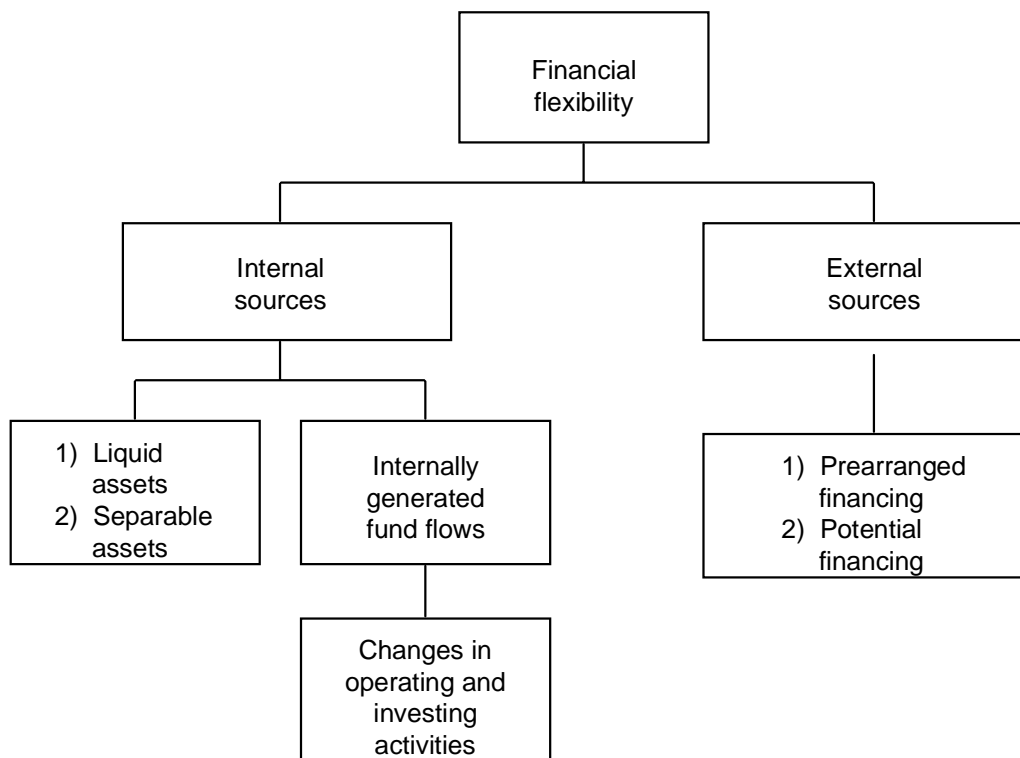 Financial
flexibility
Internal
sources
External
sources
1) Liquid
assets
2) Separable
assets
Internally
generated
fund flows
1) Prearranged
financing
2) Potential
financing
Changes in
operating and
investing
activities